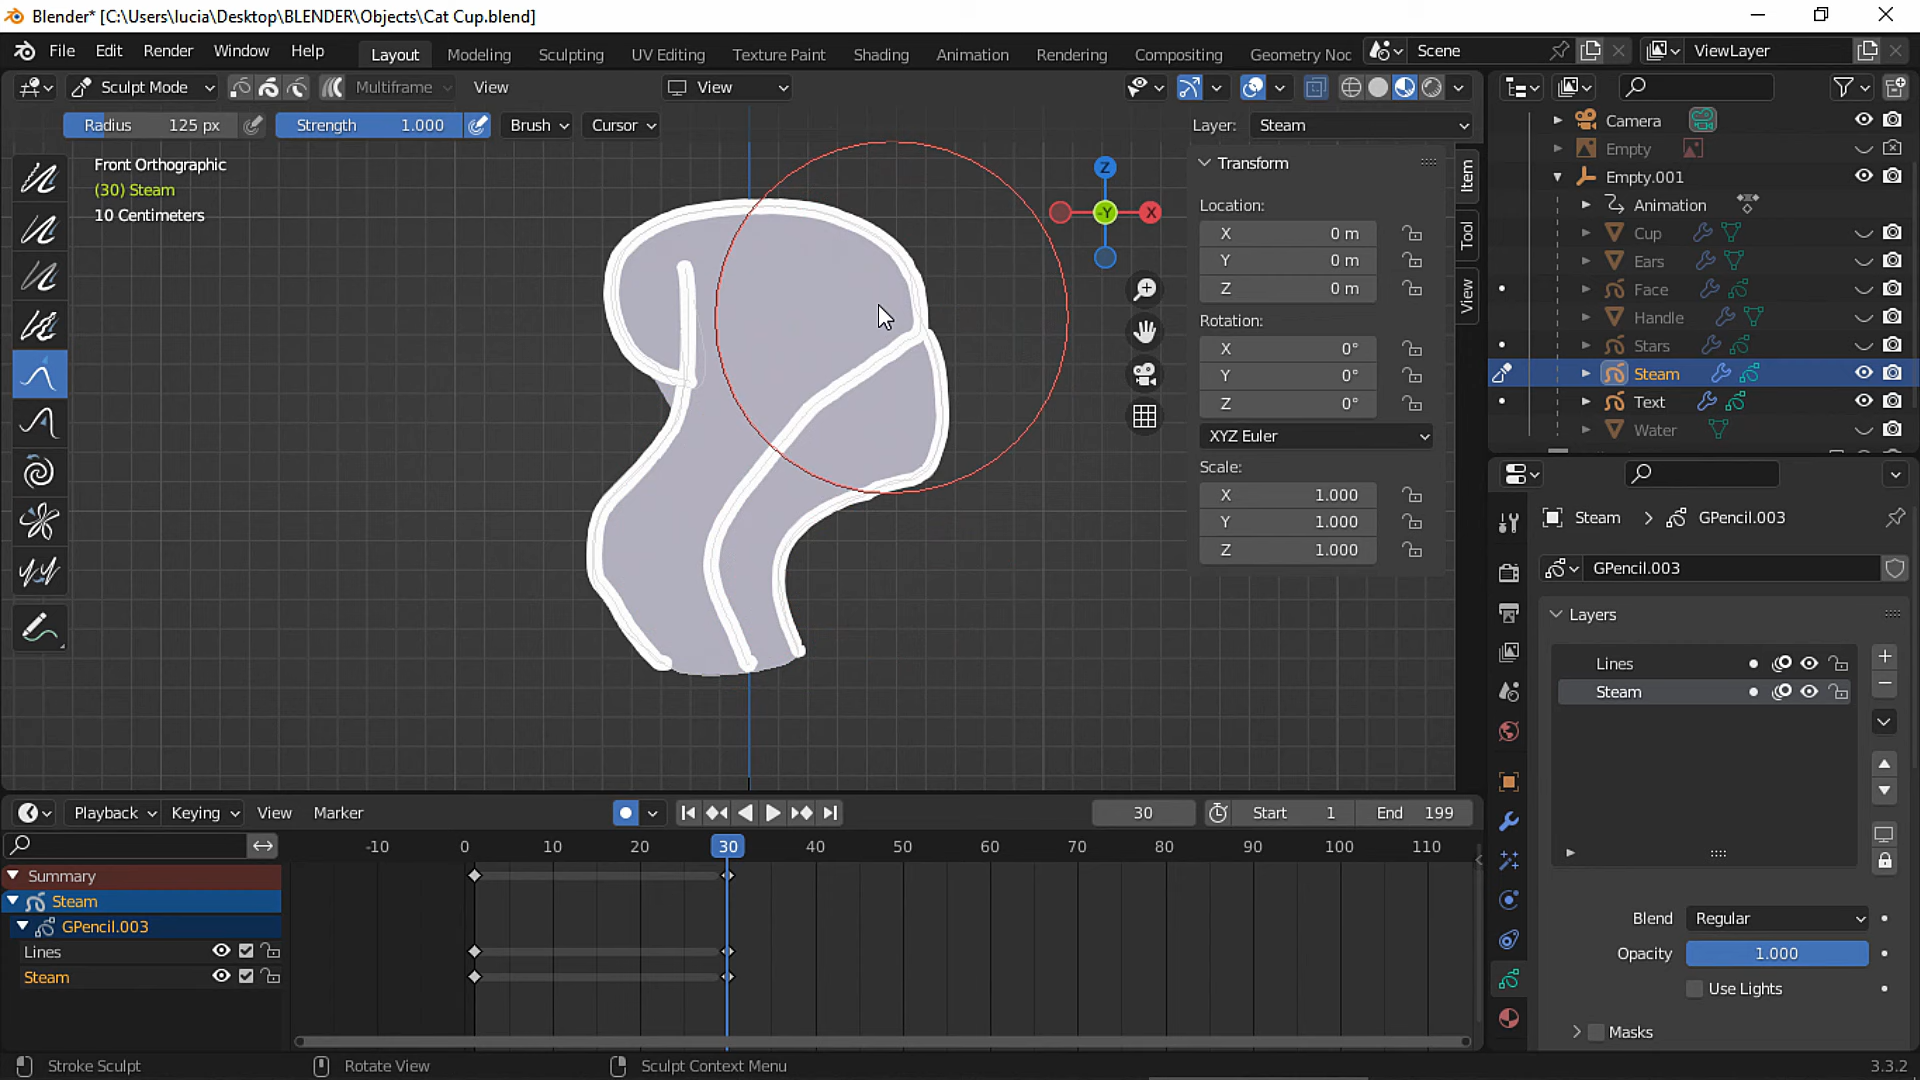 Blender* [C:\Users\lucia\Desktop\BLENDER\Objects\Cat Cup.blend]
File Edit Render Window Help Layout Modeling Sculpting UV Editing Texture Paint Shading Animation Rendering Compositing Geometry Noc Scene ViewLayer
Sculpt Mode Multiframe View View
Radius 125 px Strength 1.000 Brush Cursor Layer: Steam
Front Orthographic
(30) Steam
10 Centimeters
Z
-Y
X
Transform
Location:
X 0 m
Y 0 m
Z 0 m
Rotation:
X 0°
Y 0°
Z 0°
XYZ Euler
Scale:
X 1.000
Y 1.000
Z 1.000
Item
Tool
View
Camera
Empty
Empty.001
Animation
Cup
Ears
Face
Handle
Stars
Steam
Text
Water
Steam GPencil.003
GPencil.003
Layers
Lines
Steam
Blend Regular
Opacity 1.000
Use Lights
Masks
Playback Keying View Marker 30 Start 1 End 199
-10 0 10 20 30 40 50 60 70 80 90 100 110
Summary
Steam
GPencil.003
Lines
Steam
Stroke Sculpt Rotate View Sculpt Context Menu 3.3.2